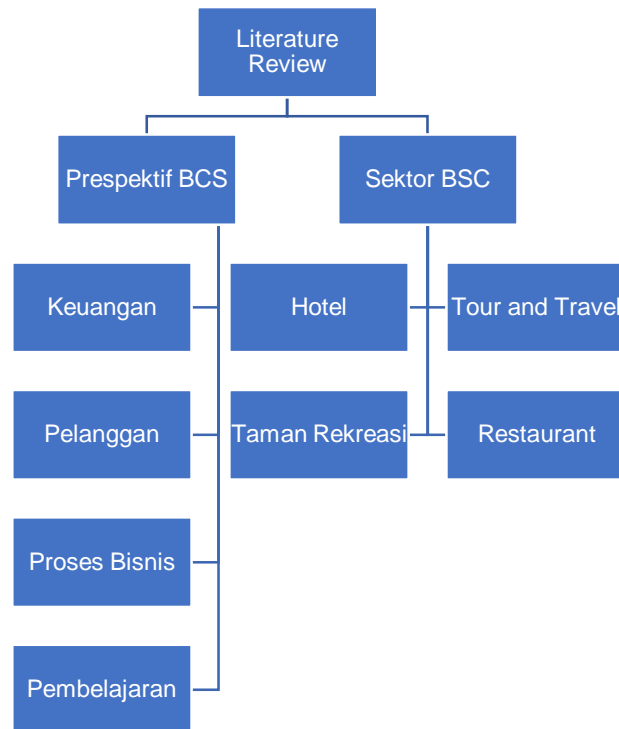 Literature
Review
Prespektif BCS
Sektor BSC
Keuangan
Hotel
Tour and Travel
Pelanggan
Taman Rekreasi
Restaurant
Proses Bisnis
Pembelajaran